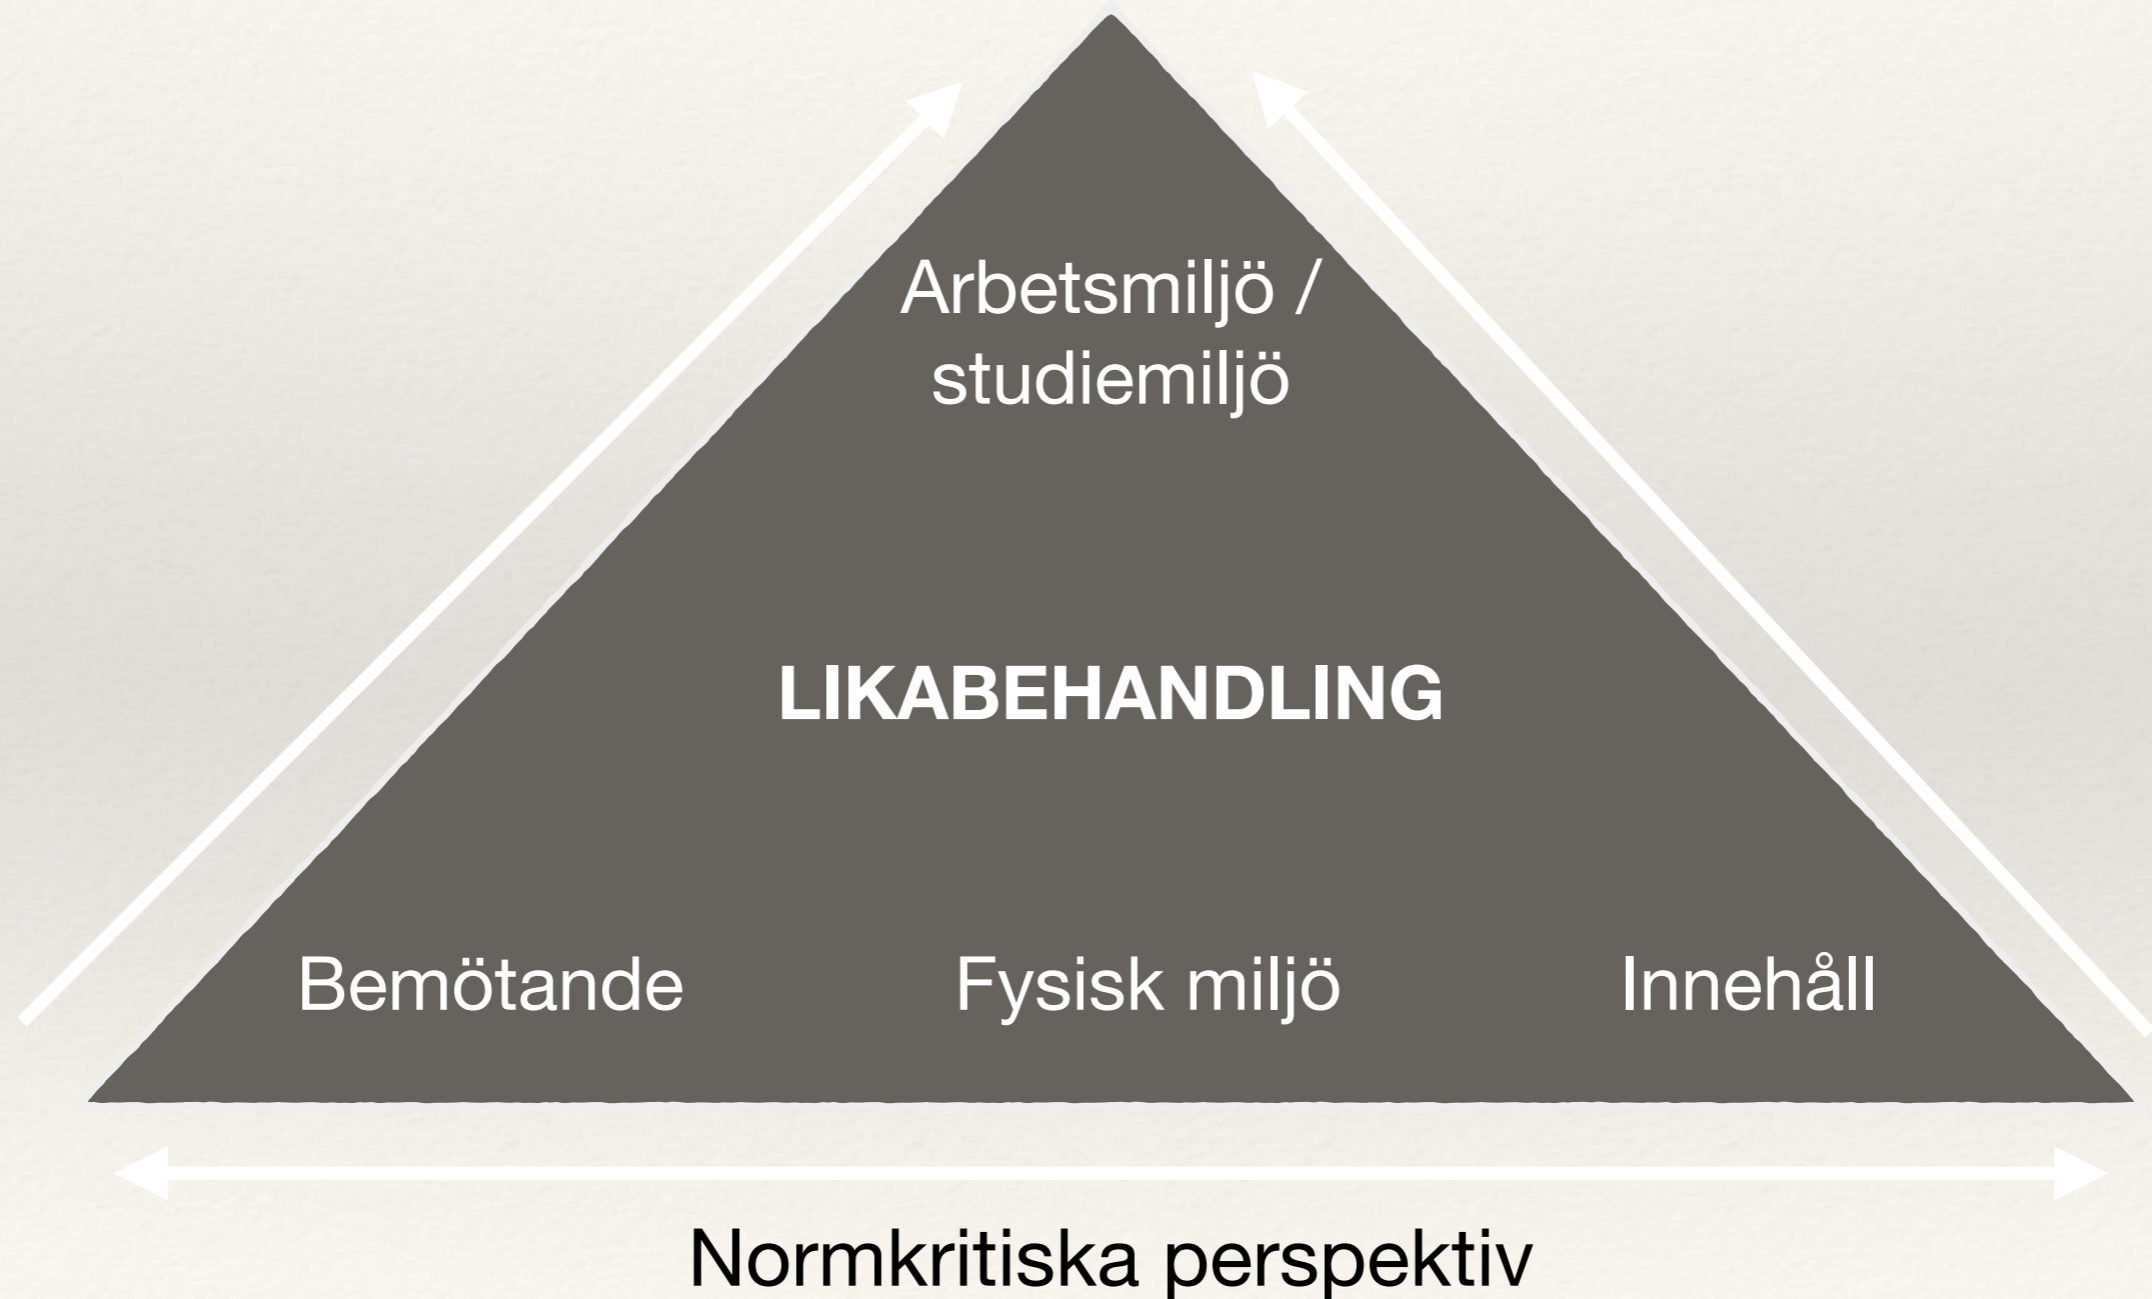 Arbetsmiljö /
studiemiljö
LIKABEHANDLING
Bemötande Fysisk miljö Innehåll
Normkritiska perspektiv